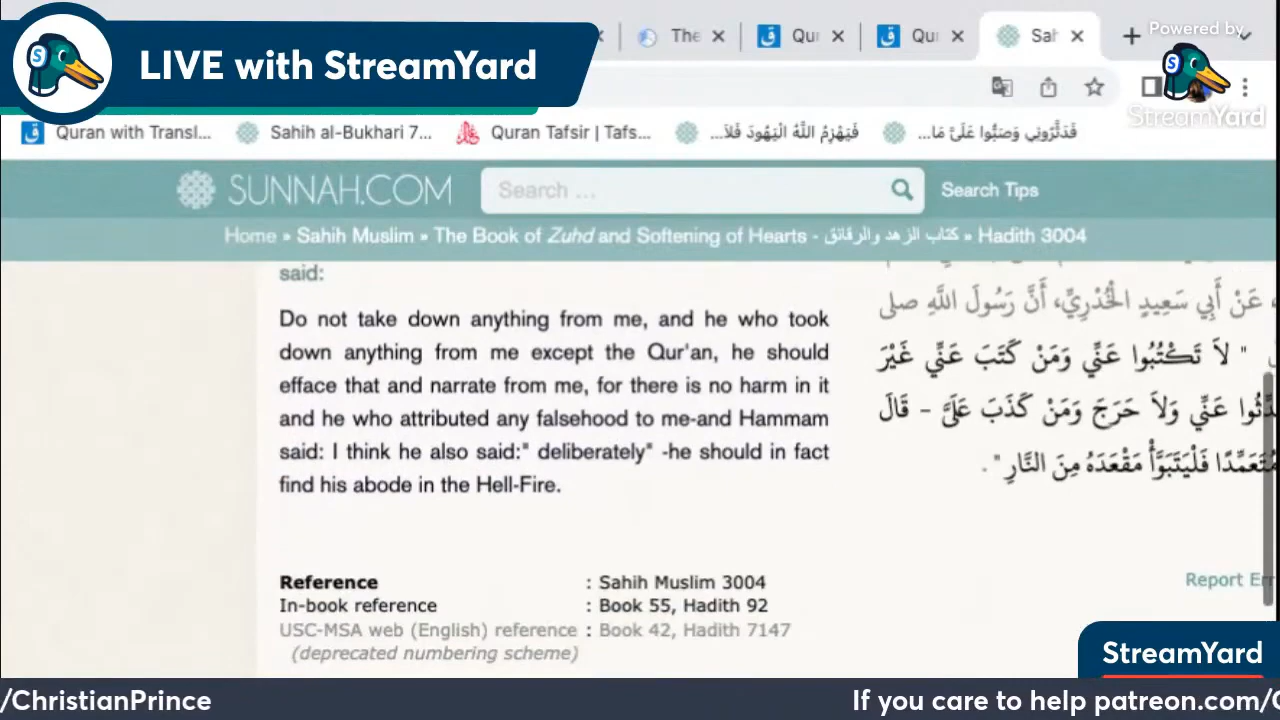 LIVE with StreamYard
The
Qur
Qur
Sah
Powered by
StreamYard
Quran with Transl...
Sahih al-Bukhari 7...
Quran Tafsir | Tafs...
فَيَهْزِمُ اللَّهُ الْيَهُودَ فَلاَ...
فَدَثَّرُونِي وَصَبُّوا عَلَىَّ مَا...
SUNNAH.COM
Search ...
Search Tips
Home » Sahih Muslim » The Book of Zuhd and Softening of Hearts - كتاب الزهد والرقائق » Hadith 3004
said:
Do not take down anything from me, and he who took
down anything from me except the Qur'an, he should
efface that and narrate from me, for there is no harm in it
and he who attributed any falsehood to me-and Hammam
said: I think he also said:" deliberately" -he should in fact
find his abode in the Hell-Fire.
، عَنْ أَبِي سَعِيدٍ الْخُدْرِيِّ، أَنَّ رَسُولَ اللَّهِ صلى
" لاَ تَكْتُبُوا عَنِّي وَمَنْ كَتَبَ عَنِّي غَيْرَ
عَنِّي وَلاَ حَرَجَ وَمَنْ كَذَبَ عَلَىَّ - قَالَ
فَلْيَتَبَوَّأْ مَقْعَدَهُ مِنَ النَّارِ " .
Reference : Sahih Muslim 3004
In-book reference : Book 55, Hadith 92
USC-MSA web (English) reference : Book 42, Hadith 7147
(deprecated numbering scheme)
Report Er
StreamYard
/ChristianPrince
If you care to help patreon.com/